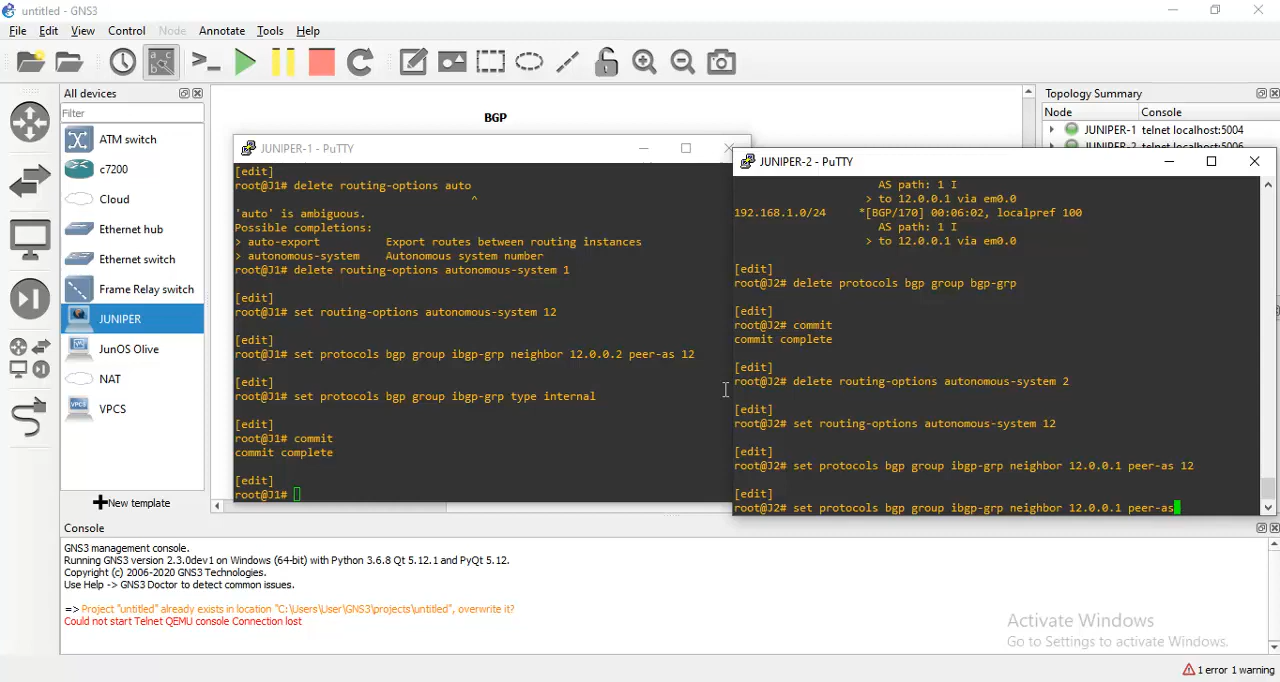 untitled - GNS3
File Edit View Control Node Annotate Tools Help
All devices
Filter
ATM switch
c7200
Cloud
Ethernet hub
Ethernet switch
Frame Relay switch
JUNIPER
JunOS Olive
NAT
VPCS
New template
BGP
JUNIPER-1 - PuTTY
[edit]
root@J1# delete routing-options auto
^
'auto' is ambiguous.
Possible completions:
> auto-export Export routes between routing instances
> autonomous-system Autonomous system number
root@J1# delete routing-options autonomous-system 1
[edit]
root@J1# set routing-options autonomous-system 12
[edit]
root@J1# set protocols bgp group ibgp-grp neighbor 12.0.0.2 peer-as 12
[edit]
root@J1# set protocols bgp group ibgp-grp type internal
[edit]
root@J1# commit
commit complete
[edit]
root@J1#
JUNIPER-2 - PuTTY
AS path: 1 I
> to 12.0.0.1 via em0.0
192.168.1.0/24 *[BGP/170] 00:06:02, localpref 100
AS path: 1 I
> to 12.0.0.1 via em0.0
[edit]
root@J2# delete protocols bgp group bgp-grp
[edit]
root@J2# commit
commit complete
[edit]
root@J2# delete routing-options autonomous-system 2
[edit]
root@J2# set routing-options autonomous-system 12
[edit]
root@J2# set protocols bgp group ibgp-grp neighbor 12.0.0.1 peer-as 12
[edit]
root@J2# set protocols bgp group ibgp-grp neighbor 12.0.0.1 peer-as
Topology Summary
Node Console
JUNIPER-1 telnet localhost:5004
JUNIPER-2 telnet localhost:5006
Console
GNS3 management console.
Running GNS3 version 2.3.0dev1 on Windows (64-bit) with Python 3.6.8 Qt 5.12.1 and PyQt 5.12.
Copyright (c) 2006-2020 GNS3 Technologies.
Use Help -> GNS3 Doctor to detect common issues.
=> Project "untitled" already exists in location "C:\Users\User\GNS3\projects\untitled", overwrite it?
Could not start Telnet QEMU console Connection lost
Activate Windows
Go to Settings to activate Windows.
1 error 1 warning